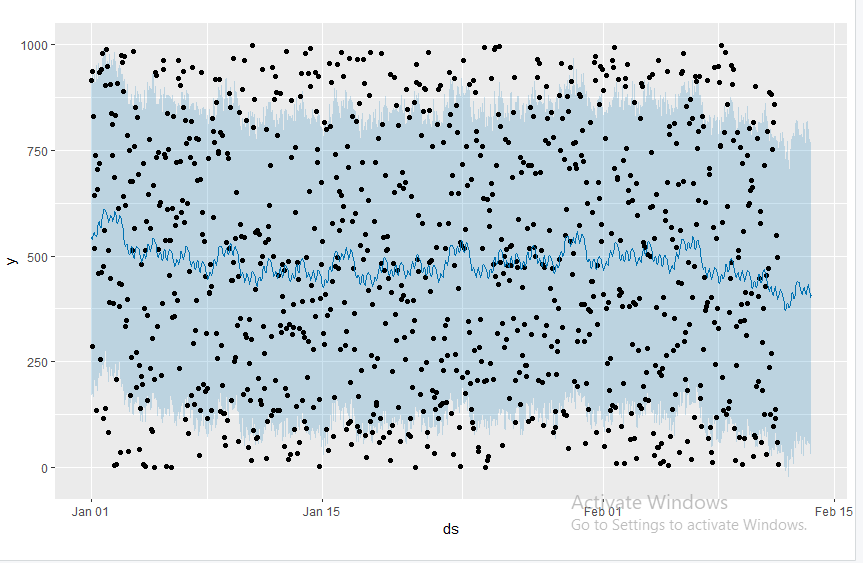 1000
750
y
500
250
0
Jan 01
Jan 15
Feb 01
Feb 15
ds
Activate Windows
Go to Settings to activate Windows.